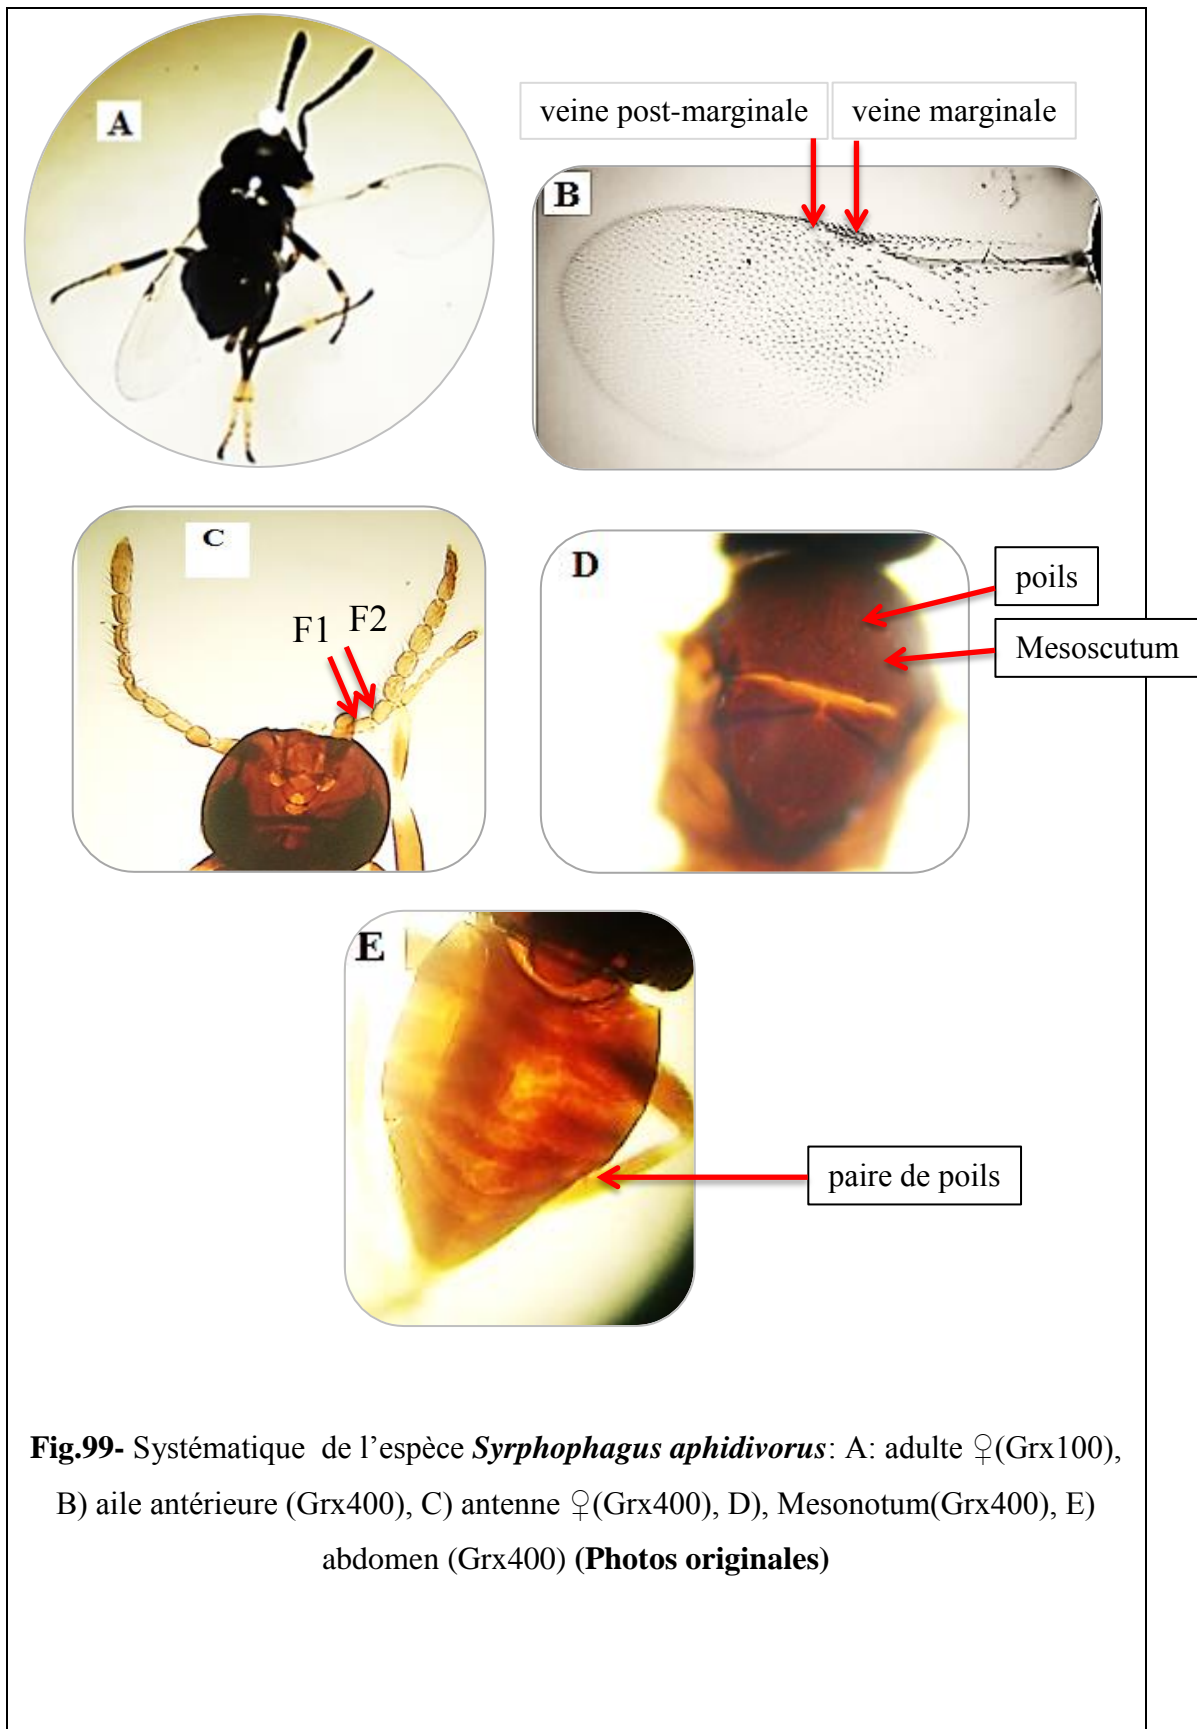 A
veine post-marginale
veine marginale
B
C
F1
F2
D
poils
Mesoscutum
E
paire de poils
Fig.99- Systématique de l’espèce Syrphophagus aphidivorus: A: adulte ♀(Grx100),
B) aile antérieure (Grx400), C) antenne ♀(Grx400), D), Mesonotum(Grx400), E)
abdomen (Grx400) (Photos originales)